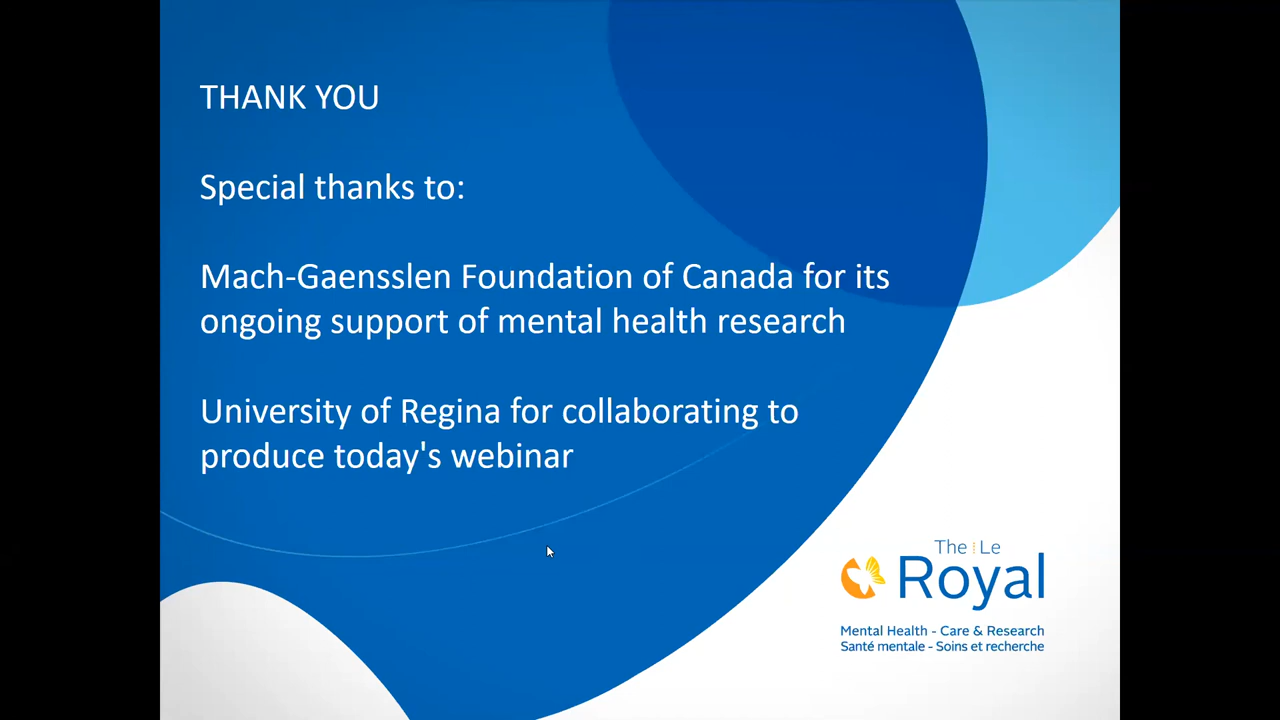 THANK YOU
Special thanks to:
Mach-Gaensslen Foundation of Canada for its
ongoing support of mental health research
University of Regina for collaborating to
produce today's webinar
The Le
Royal
Mental Health - Care & Research
Santé mentale - Soins et recherche